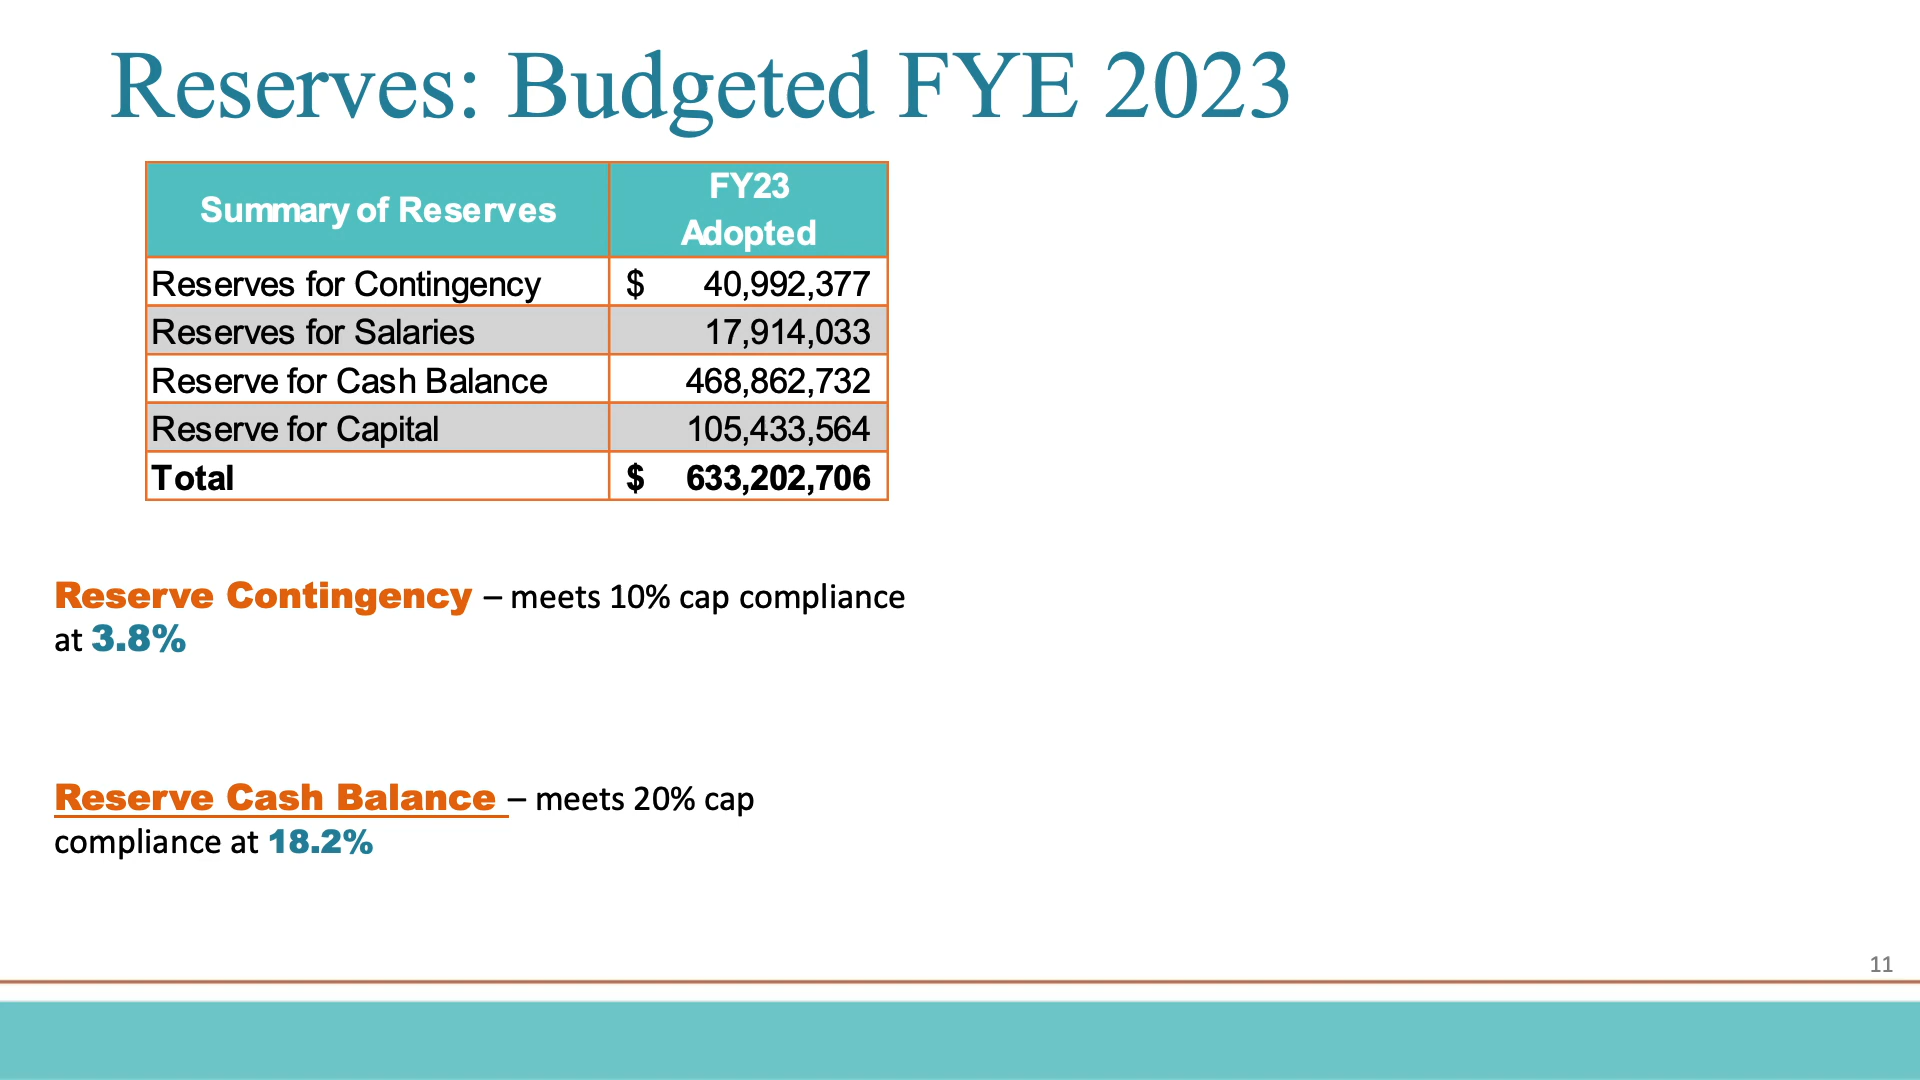 Reserves: Budgeted FYE 2023
Summary of Reserves
FY23
Adopted
Reserves for Contingency $ 40,992,377
Reserves for Salaries 17,914,033
Reserve for Cash Balance 468,862,732
Reserve for Capital 105,433,564
Total $ 633,202,706
Reserve Contingency – meets 10% cap compliance
at 3.8%
Reserve Cash Balance – meets 20% cap
compliance at 18.2%
11